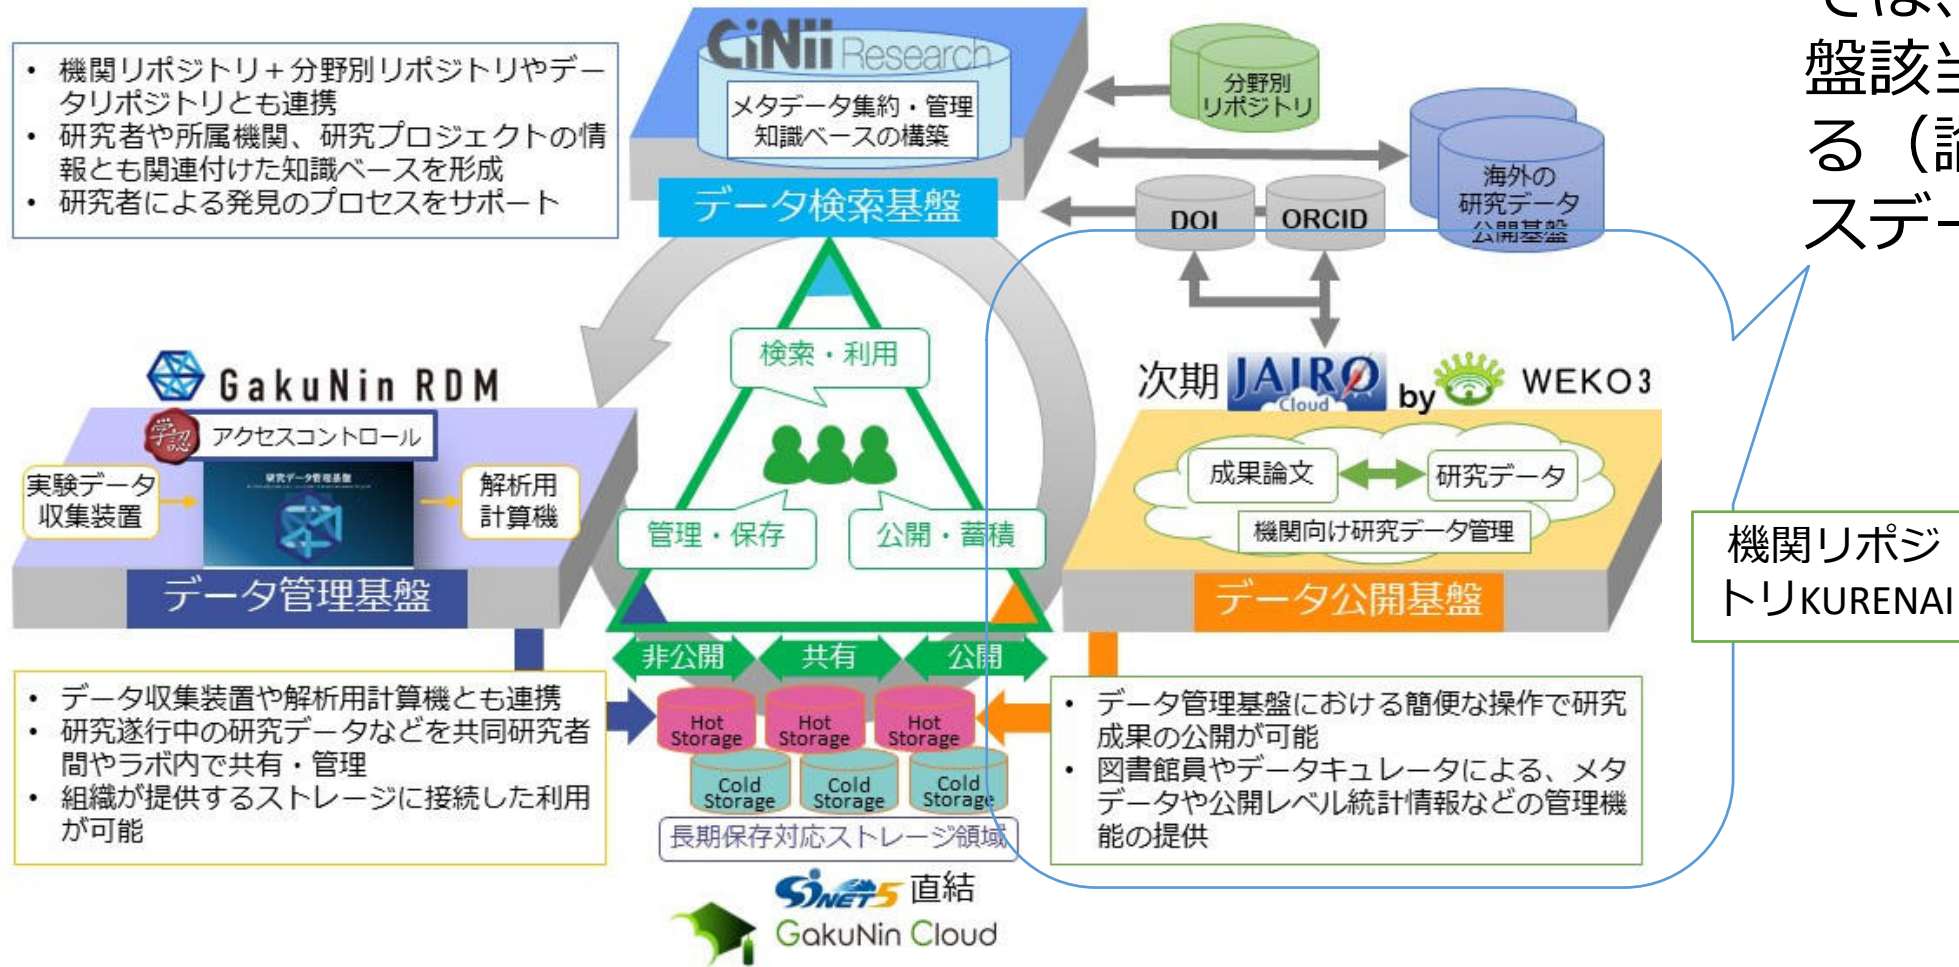 CiNii Research
メタデータ集約・管理
知識ベースの構築
データ検索基盤
・ 機関リポジトリ＋分野別リポジトリやデー
タリポジトリとも連携
・ 研究者や所属機関、研究プロジェクトの情
報とも関連付けた知識ベースを形成
・ 研究者による発見のプロセスをサポート
分野別
リポジトリ
海外の
研究データ
公開基盤
DOI
ORCID
では、
盤該当
る（論
スデー
GakuNin RDM
学認
アクセスコントロール
実験データ
収集装置
研究データ管理基盤
解析用
計算機
データ管理基盤
検索・利用
管理・保存
公開・蓄積
次期 JAIRO Cloud by WEKO3
成果論文
研究データ
機関向け研究データ管理
データ公開基盤
機関リポジ
トリKURENAI
非公開
共有
公開
・ データ収集装置や解析用計算機とも連携
・ 研究遂行中の研究データなどを共同研究者
間やラボ内で共有・管理
・ 組織が提供するストレージに接続した利用
が可能
Hot
Storage
Hot
Storage
Hot
Storage
Cold
Storage
Cold
Storage
Cold
Storage
長期保存対応ストレージ領域
SINET5 直結
GakuNin Cloud
・ データ管理基盤における簡便な操作で研究
成果の公開が可能
・ 図書館員やデータキュレータによる、メタ
データや公開レベル統計情報などの管理機
能の提供